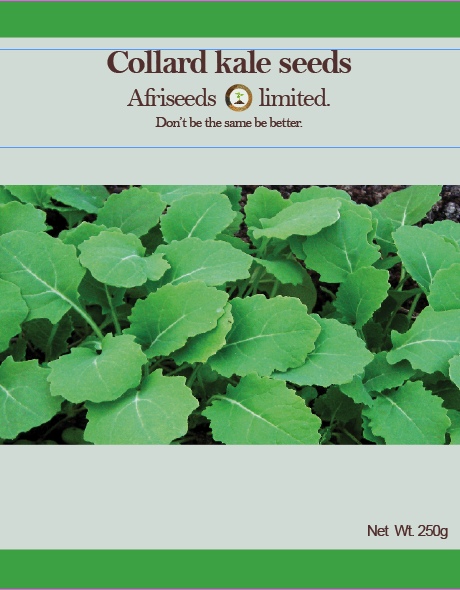 Collard kale seeds
Afriseeds limited.
Don't be the same be better.
Net Wt. 250g